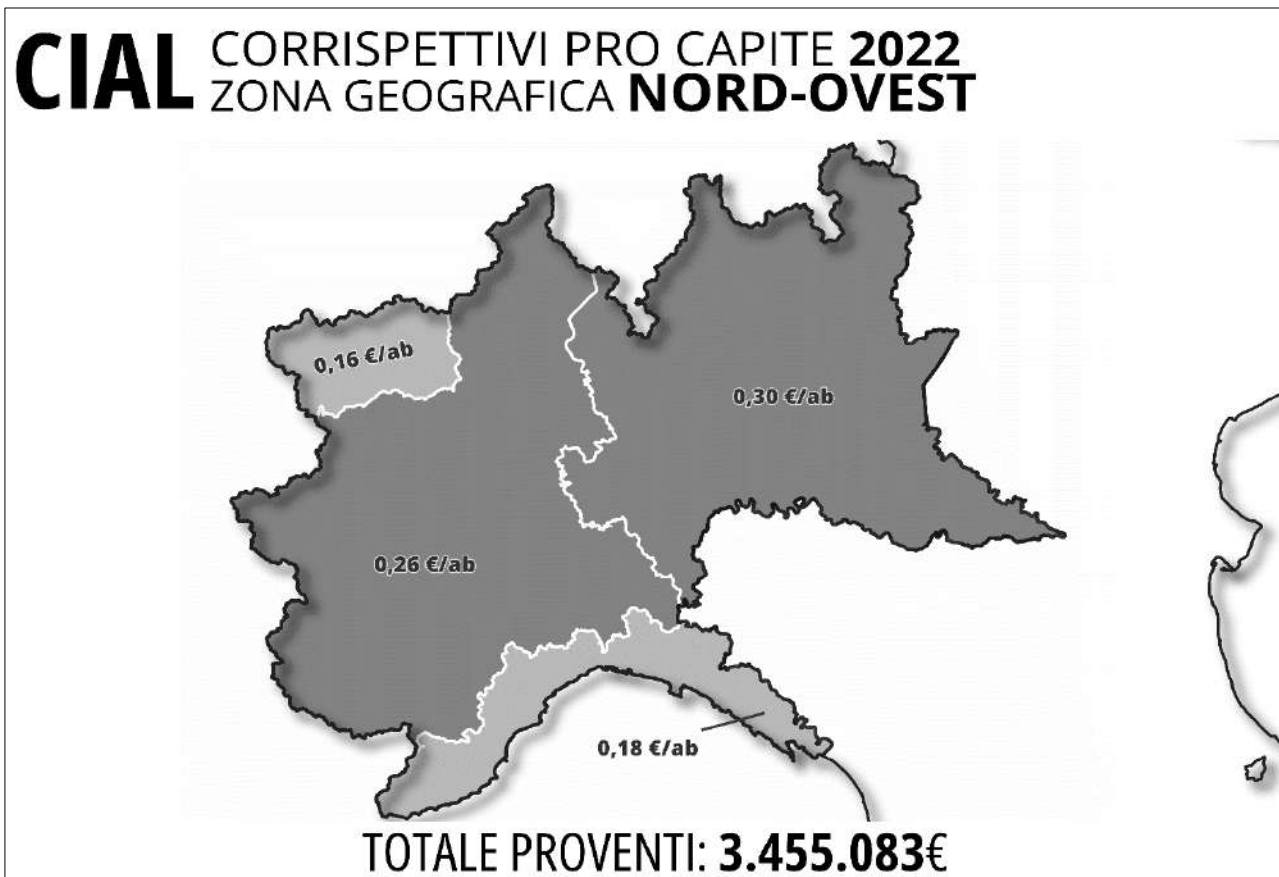 CIAL CORRISPETTIVI PRO CAPITE 2022
ZONA GEOGRAFICA NORD-OVEST
0,16 €/ab
0,30 €/ab
0,26 €/ab
0,18 €/ab
TOTALE PROVENTI: 3.455.083€